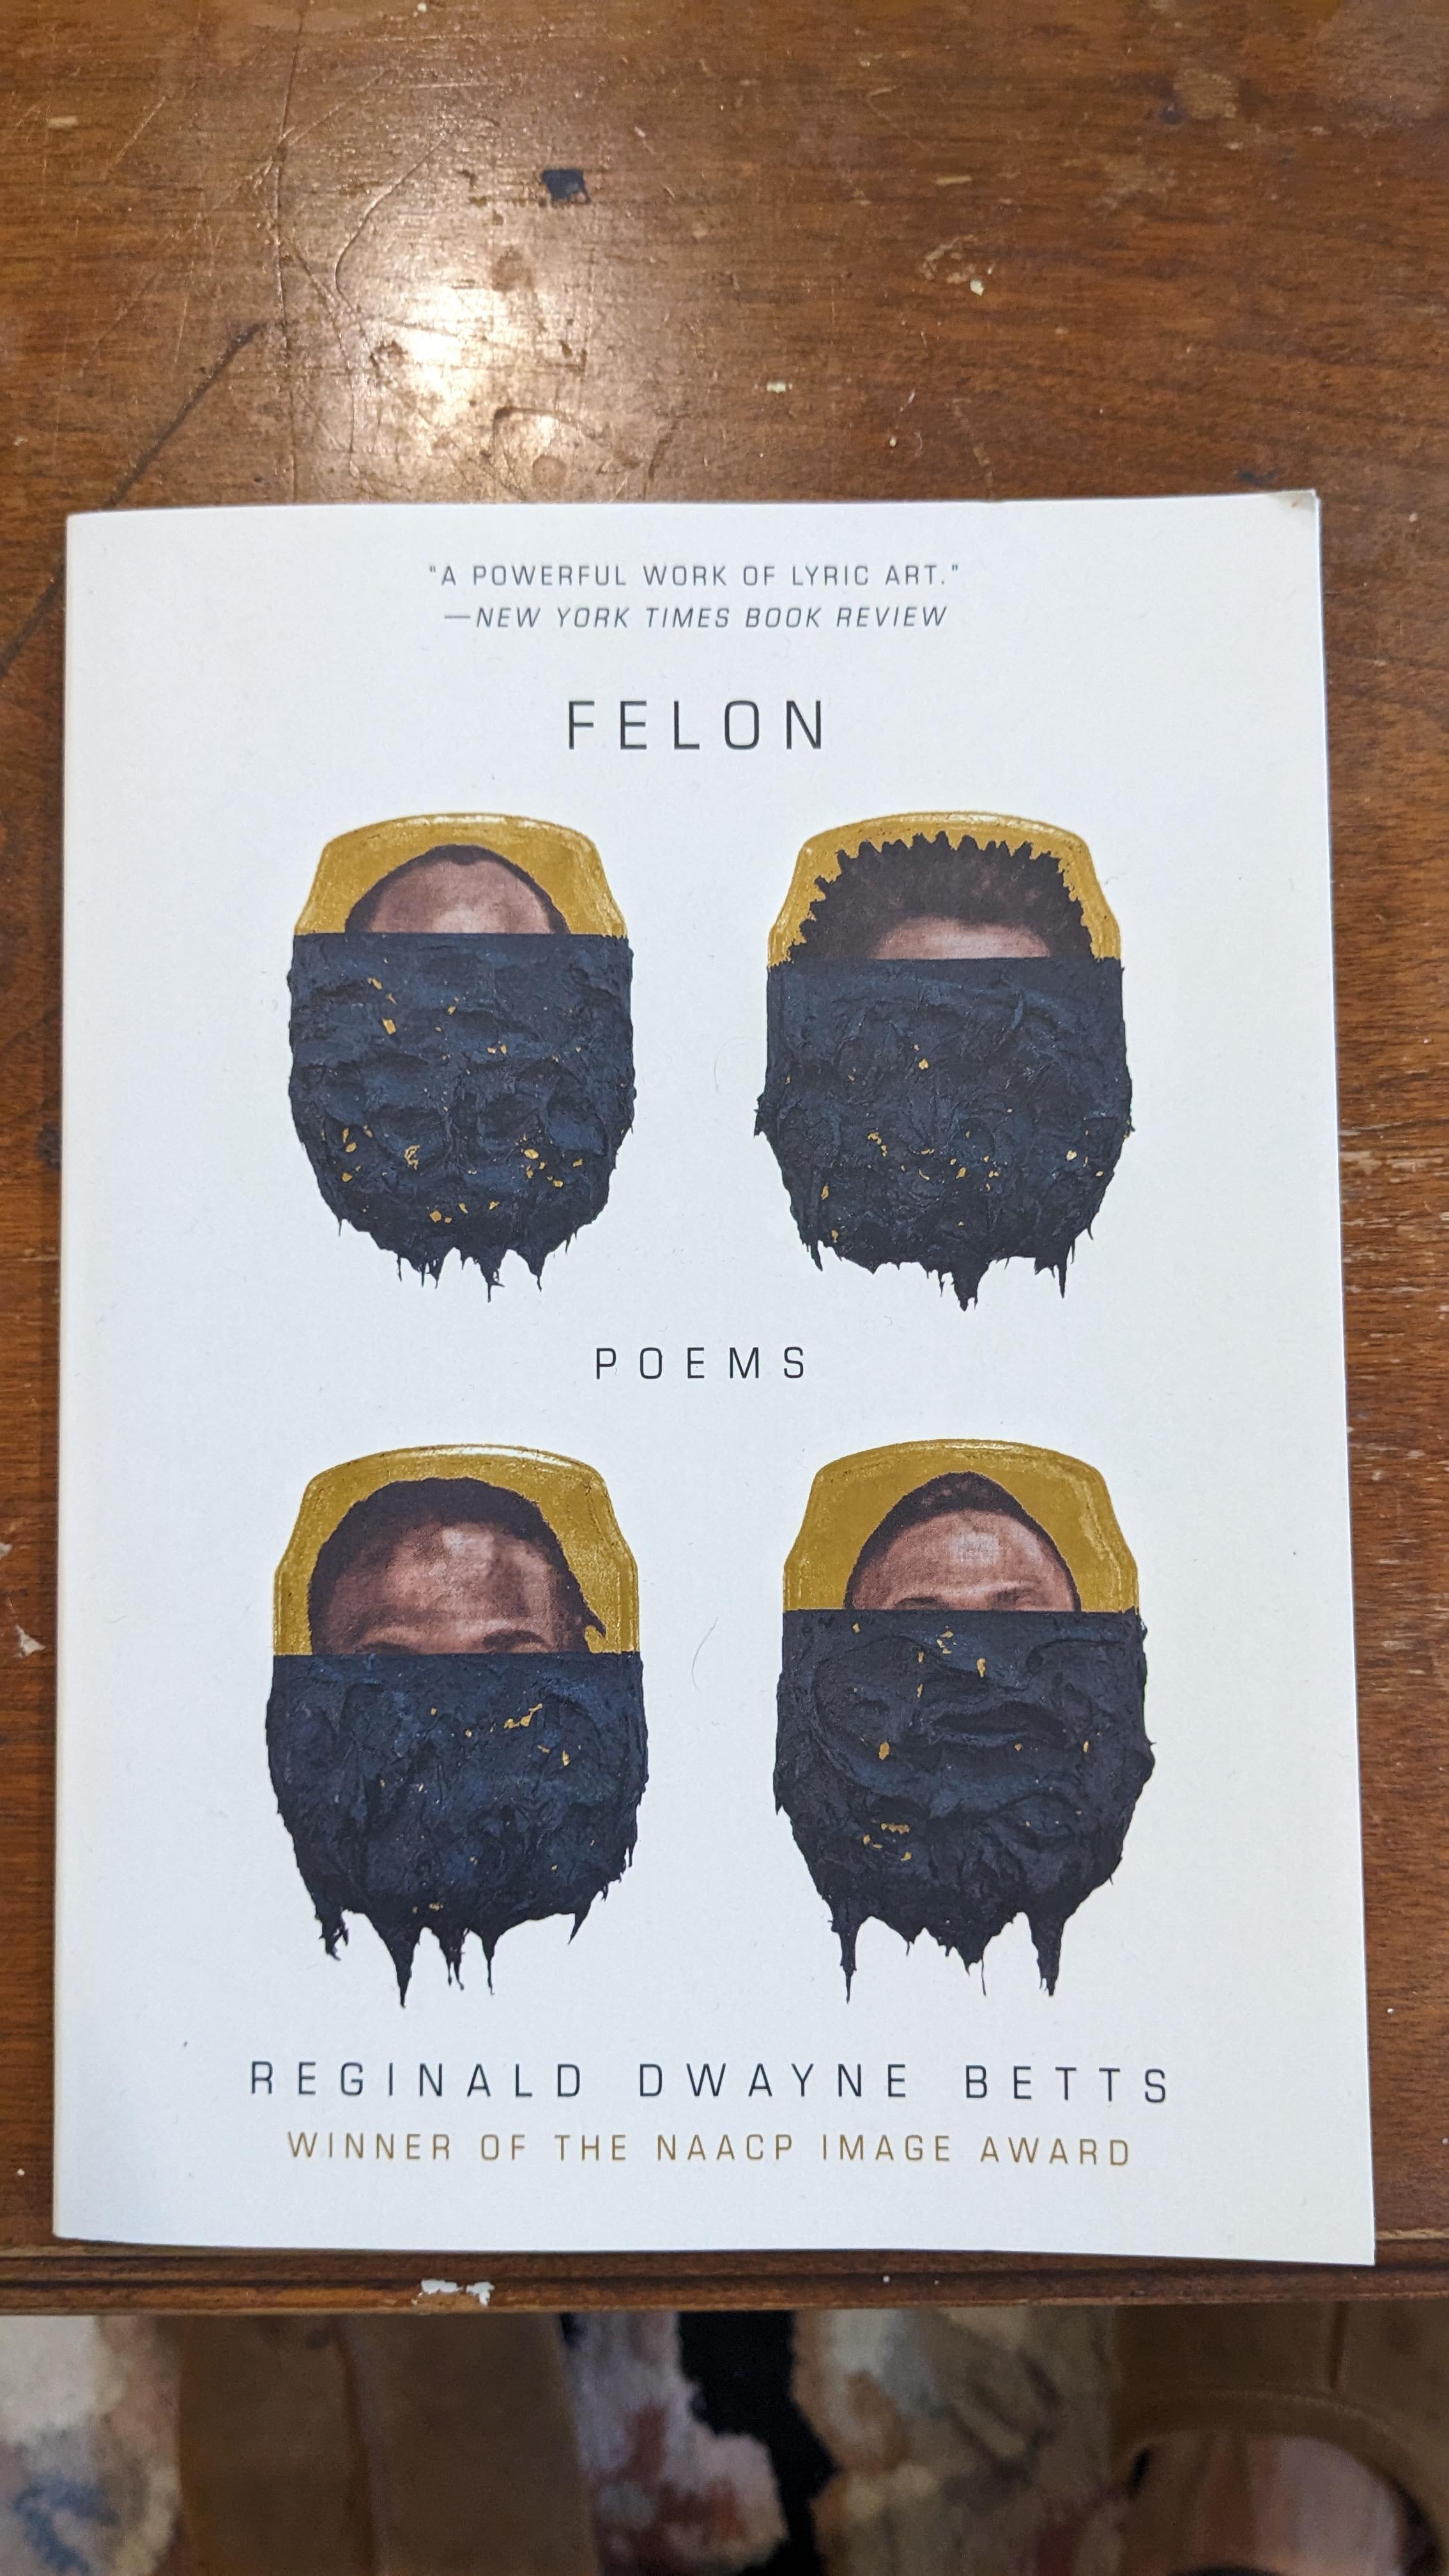 "A POWERFUL WORK OF LYRIC ART."
—NEW YORK TIMES BOOK REVIEW
FELON
POEMS
REGINALD DWAYNE BETTS
WINNER OF THE NAACP IMAGE AWARD